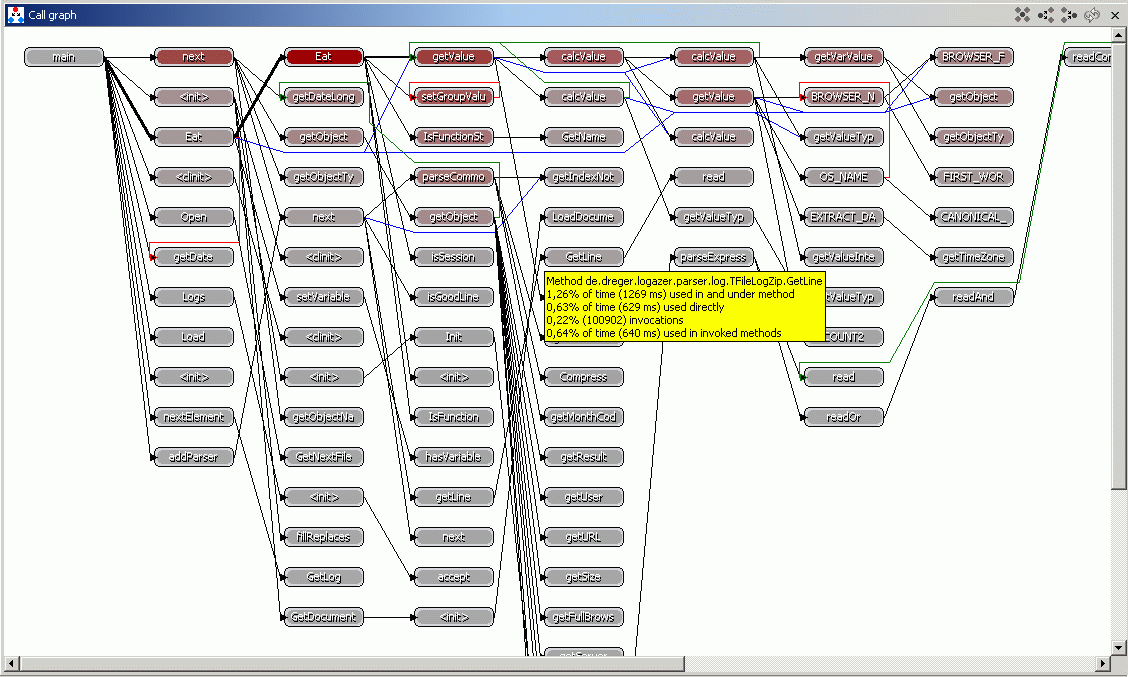 Call graph
main
next
Eat
getValue
calcValue
calcValue
getVarValue
BROWSER_F
readCor
<init>
getDateLong
setGroupValu
calcValue
getValue
BROWSER_N
getObject
Eat
getObject
IsFunctionSt
GetName
calcValue
getValueTyp
getObjectTy
<clinit>
getObjectTy
parseCommo
getIndexNot
read
OS_NAME
FIRST_WOR
Open
next
getObject
LoadDocume
getValueTyp
EXTRACT_DA
CANONICAL_
getDate
<clinit>
isSession
GetLine
parseExpress
getValueInte
getTimeZone
Method de.dreger.logazer.parser.log.TFileLogZip.GetLine
1,26% of time (1269 ms) used in and under method
0,63% of time (629 ms) used directly
0,22% (100902) invocations
0,64% of time (640 ms) used in invoked methods
Logs
setVariable
isGoodLine
ValueTyp
readAnd
Load
<clinit>
Init
COUNT2
<init>
<init>
<init>
Compress
read
nextElement
getObjectNa
IsFunction
getMonthCod
readOr
addParser
GetNextFile
hasVariable
getResult
<init>
getLine
getUser
fillReplaces
next
getURL
GetLog
accept
getSize
GetDocument
<init>
getFullBrows